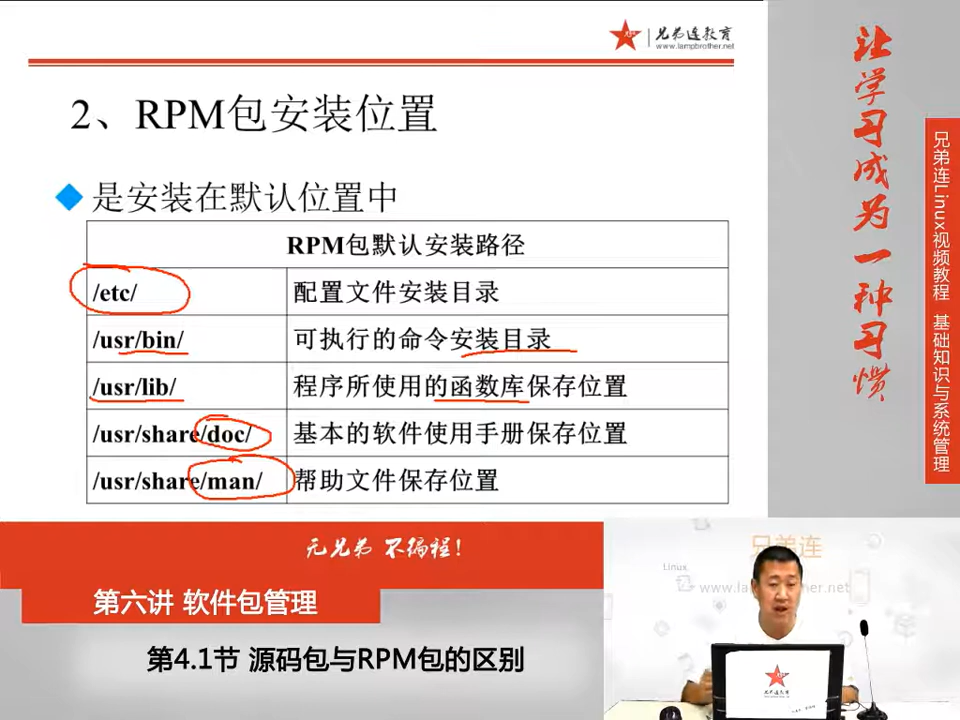 兄弟连教育
www.lampbrother.net
2、RPM包安装位置
是安装在默认位置中
RPM包默认安装路径
/etc/ 配置文件安装目录
/usr/bin/ 可执行的命令安装目录
/usr/lib/ 程序所使用的函数库保存位置
/usr/share/doc/ 基本的软件使用手册保存位置
/usr/share/man/ 帮助文件保存位置
让学习成为一种习惯
兄弟连Linux视频教程 基础知识与系统管理
无兄弟 不编程!
第六讲 软件包管理
第4.1节 源码包与RPM包的区别
兄弟连
Linux
兄弟连教育